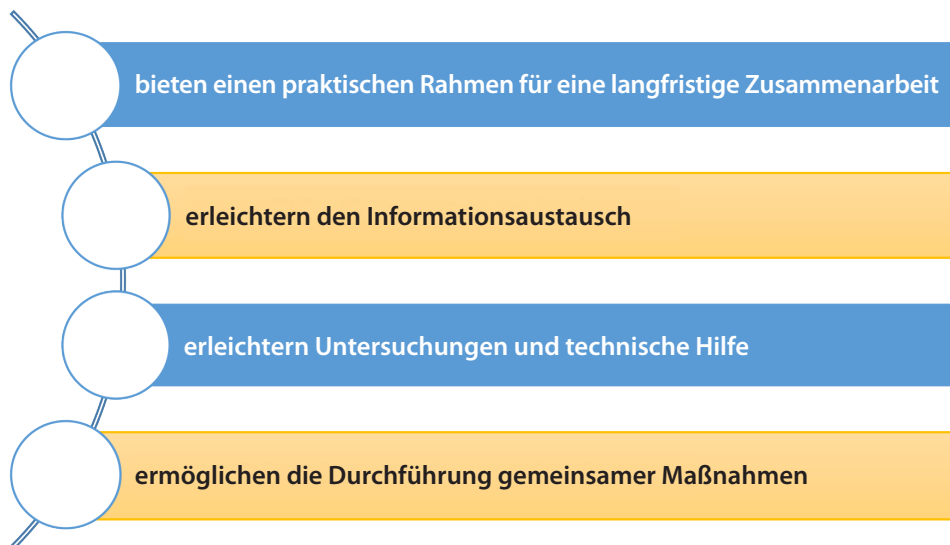 bieten einen praktischen Rahmen für eine langfristige Zusammenarbeit
erleichtern den Informationsaustausch
erleichtern Untersuchungen und technische Hilfe
ermöglichen die Durchführung gemeinsamer Maßnahmen